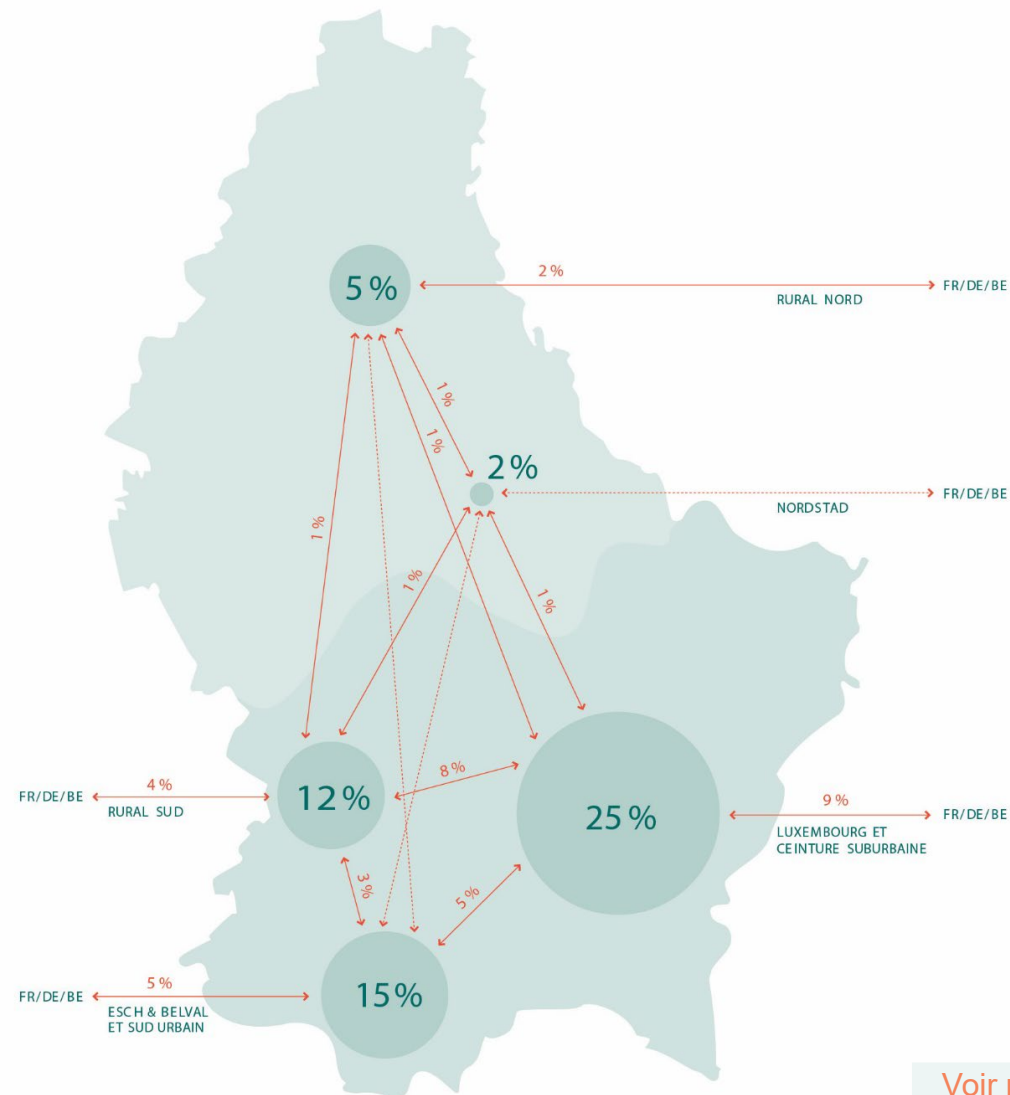 5 %
2 %
RURAL NORD
FR/DE/BE
1 %
1 %
2 %
NORDSTAD
FR/DE/BE
1 %
1 %
1 %
8 %
FR/DE/BE
4 %
RURAL SUD
12 %
25 %
9 %
LUXEMBOURG ET
CEINTURE SUBURBAINE
FR/DE/BE
3 %
5 %
FR/DE/BE
5 %
ESCH & BELVAL
ET SUD URBAIN
15 %
Voir